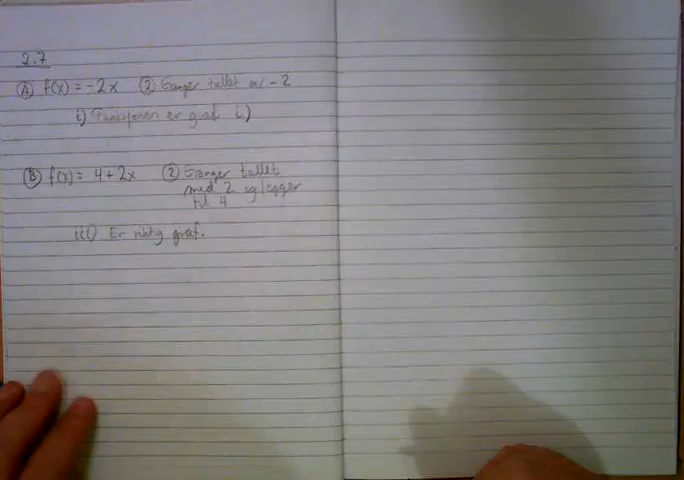 2.7
A f(x) = -2x 2 Ganger tallet m/ -2
i) Funksjonen er graf i.)
B f(x) = 4+2x 2 Ganger tallet
med 2 og legger
til 4
iii) Er riktig graf.